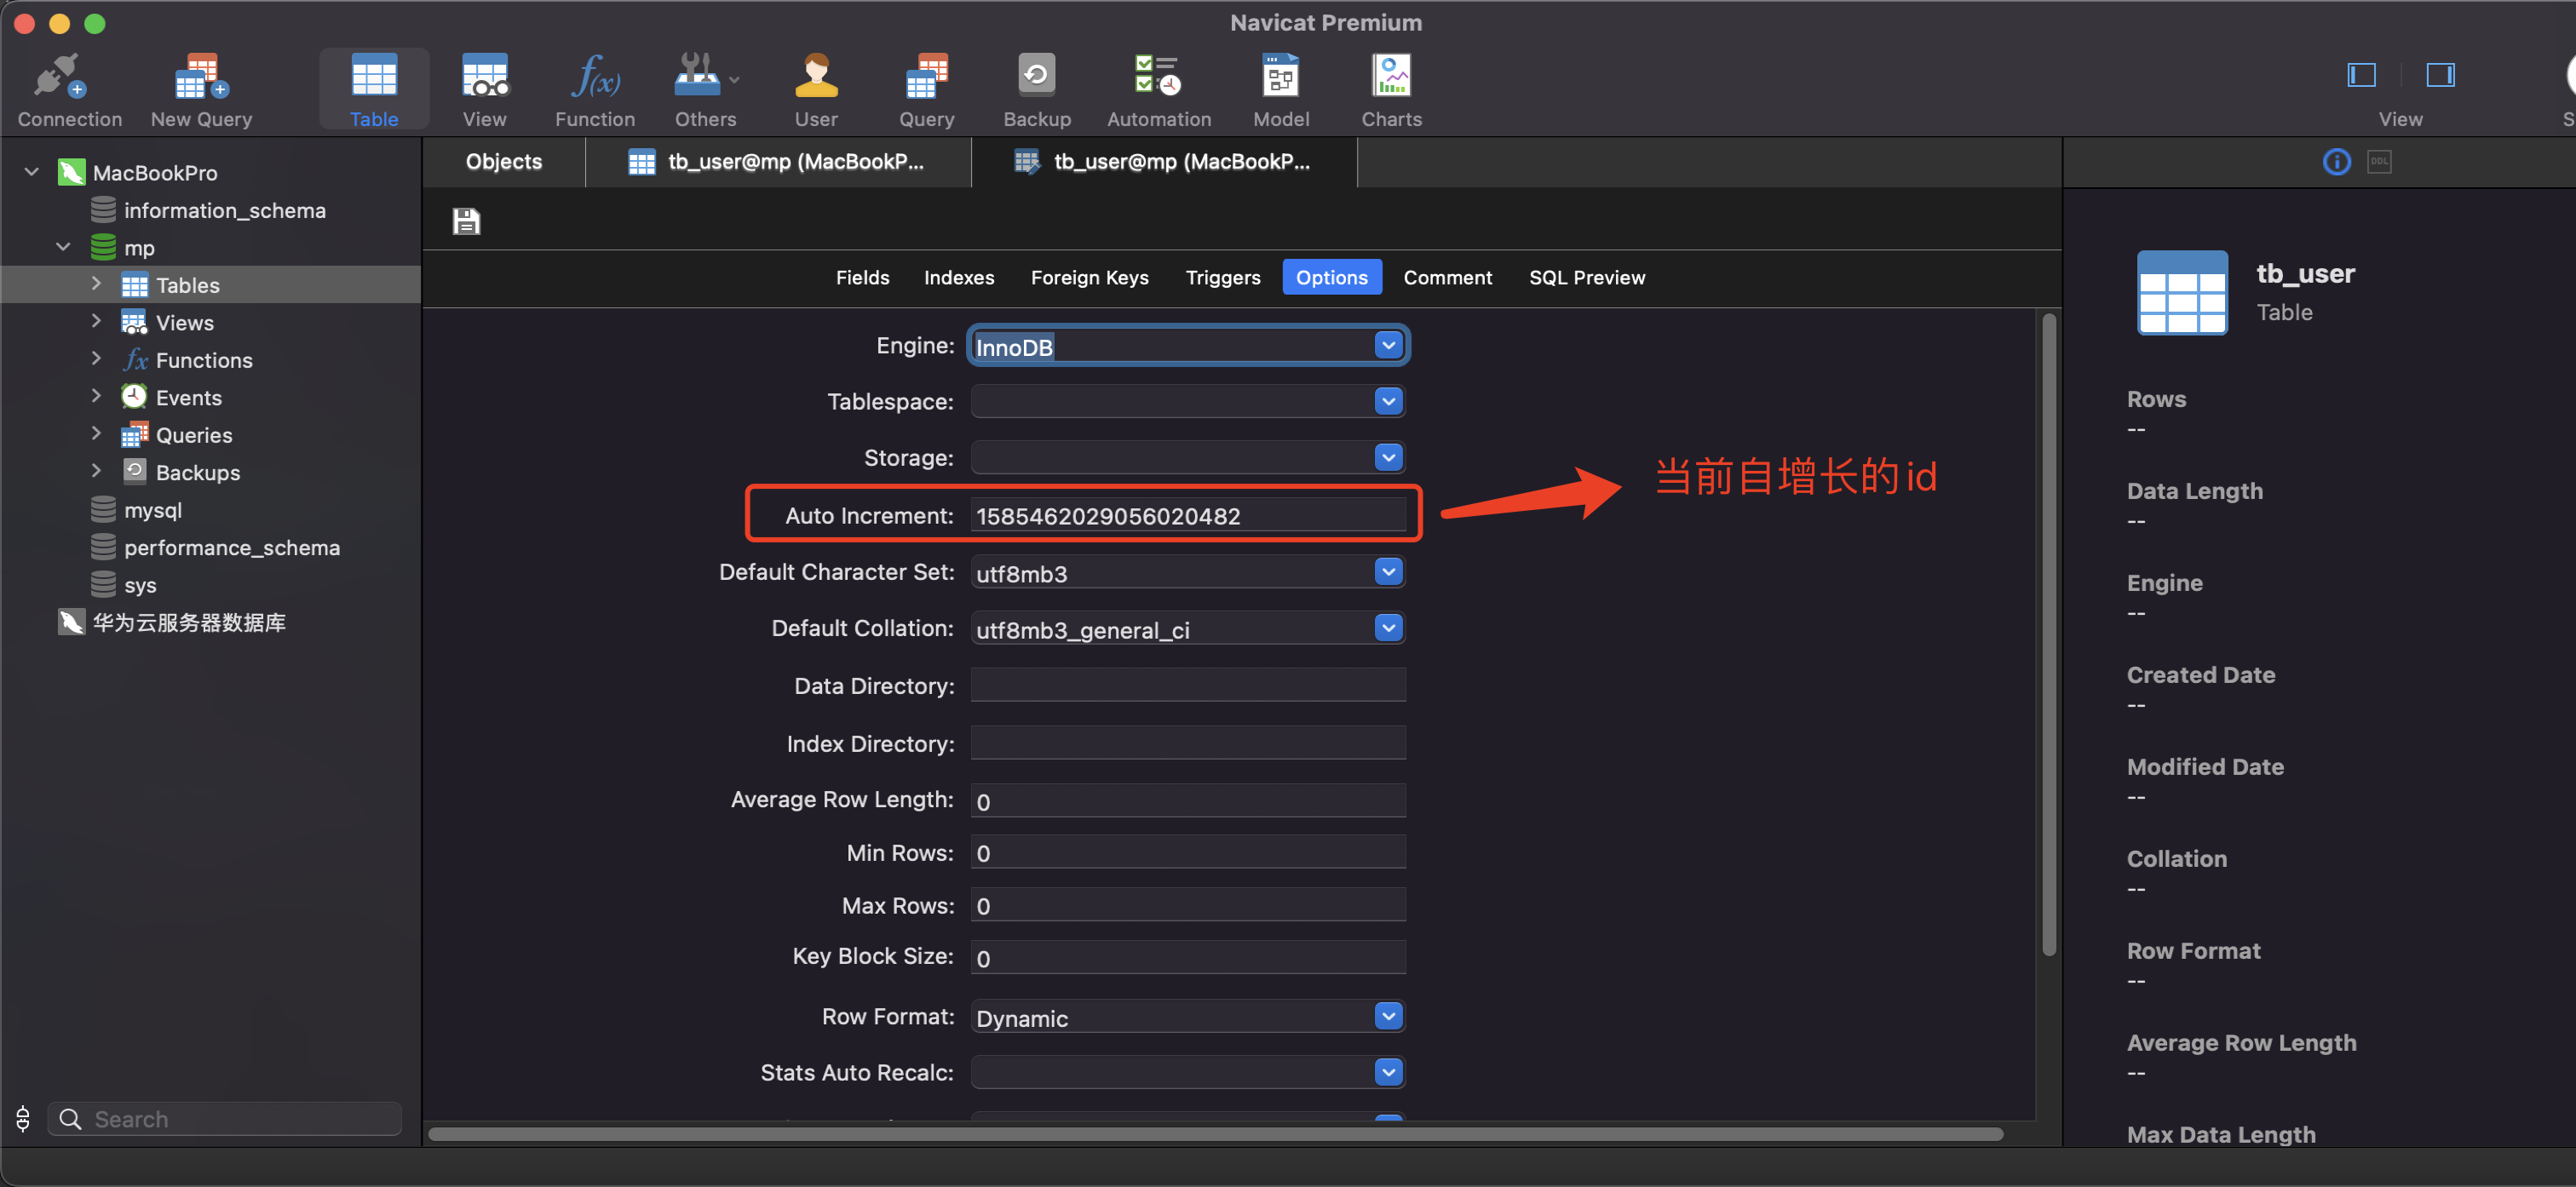 Navicat Premium
Connection
New Query
Table
View
Function
Others
User
Query
Backup
Automation
Model
Charts
View
MacBookPro
information_schema
mp
Tables
Views
Functions
Events
Queries
Backups
mysql
performance_schema
sys
华为云服务器数据库
Search
Objects
tb_user@mp (MacBookP...
tb_user@mp (MacBookP...
Fields
Indexes
Foreign Keys
Triggers
Options
Comment
SQL Preview
Engine: InnoDB
Tablespace:
Storage:
Auto Increment: 1585462029056020482
当前自增长的id
Default Character Set: utf8mb3
Default Collation: utf8mb3_general_ci
Data Directory:
Index Directory:
Average Row Length: 0
Min Rows: 0
Max Rows: 0
Key Block Size: 0
Row Format: Dynamic
Stats Auto Recalc:
DDL
tb_user
Table
Rows
--
Data Length
--
Engine
--
Created Date
--
Modified Date
--
Collation
--
Row Format
--
Average Row Length
--
Max Data Length